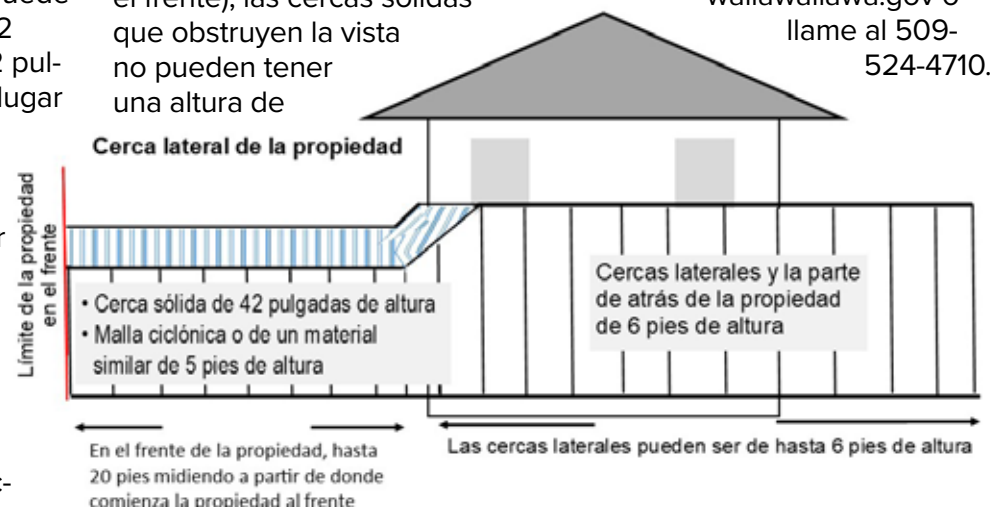 uede
2
2 pul-
lugar
r
c-
el frente), las cercas sólidas
que obstruyen la vista
no pueden tener
una altura de
wallawallawa.gov o
llame al 509-
524-4710.
Cerca lateral de la propiedad
Límite de la propiedad
en el frente
• Cerca sólida de 42 pulgadas de altura
• Malla ciclónica o de un material
similar de 5 pies de altura
Cercas laterales y la parte
de atrás de la propiedad
de 6 pies de altura
En el frente de la propiedad, hasta
20 pies midiendo a partir de donde
comienza la propiedad al frente
Las cercas laterales pueden ser de hasta 6 pies de altura